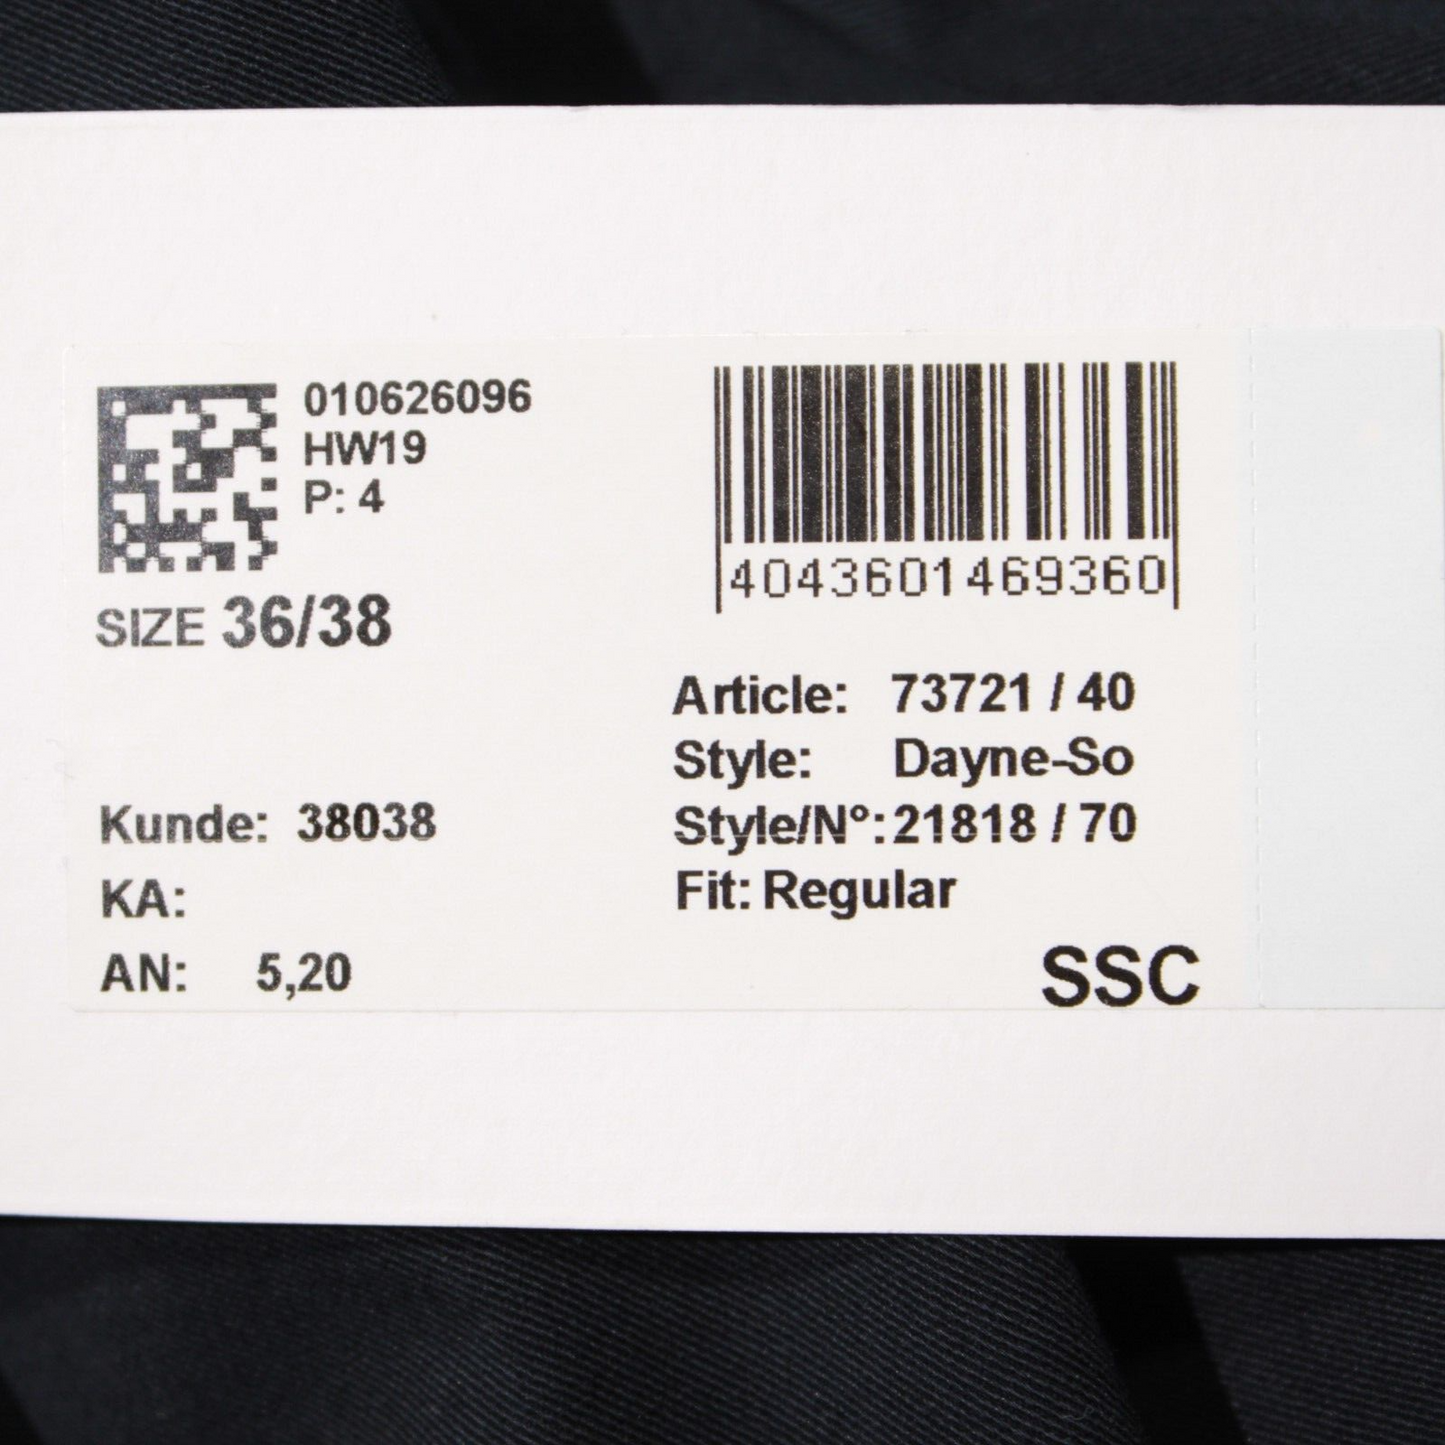 010626096
HW19
P: 4
SIZE 36/38
4043601469360
Article: 73721 / 40
Style: Dayne-So
Style/N°: 21818 / 70
Fit: Regular
Kunde: 38038
KA:
AN: 5,20
SSC